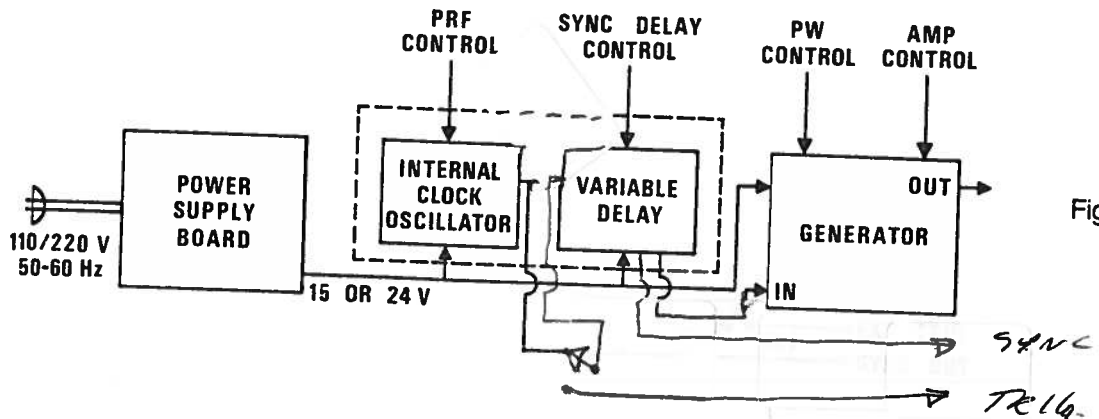 PRF
CONTROL
SYNC DELAY
CONTROL
PW
CONTROL
AMP
CONTROL
POWER
SUPPLY
BOARD
INTERNAL
CLOCK
OSCILLATOR
VARIABLE
DELAY
OUT
GENERATOR
IN
Fig
110/220 V
50-60 Hz
15 OR 24 V
SYNC